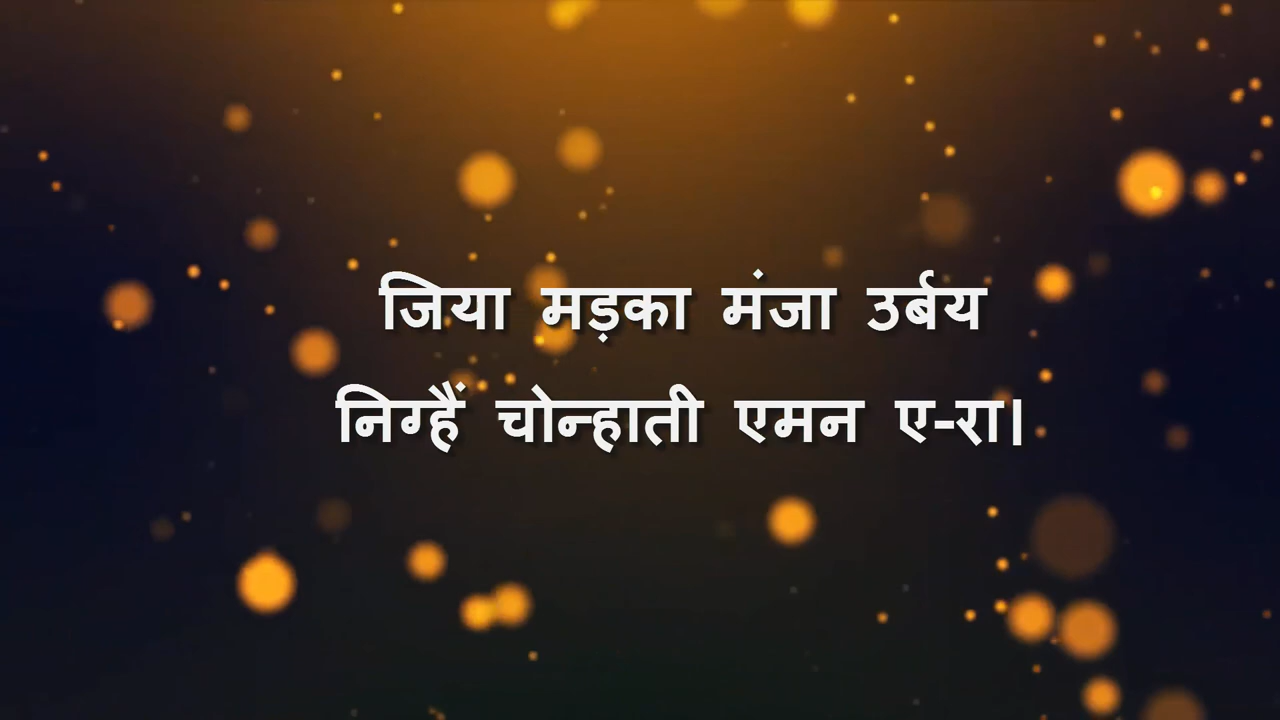 जिया मड़का मंजा उर्बय
निग्हैं चोन्हाती एमन ए-रा।